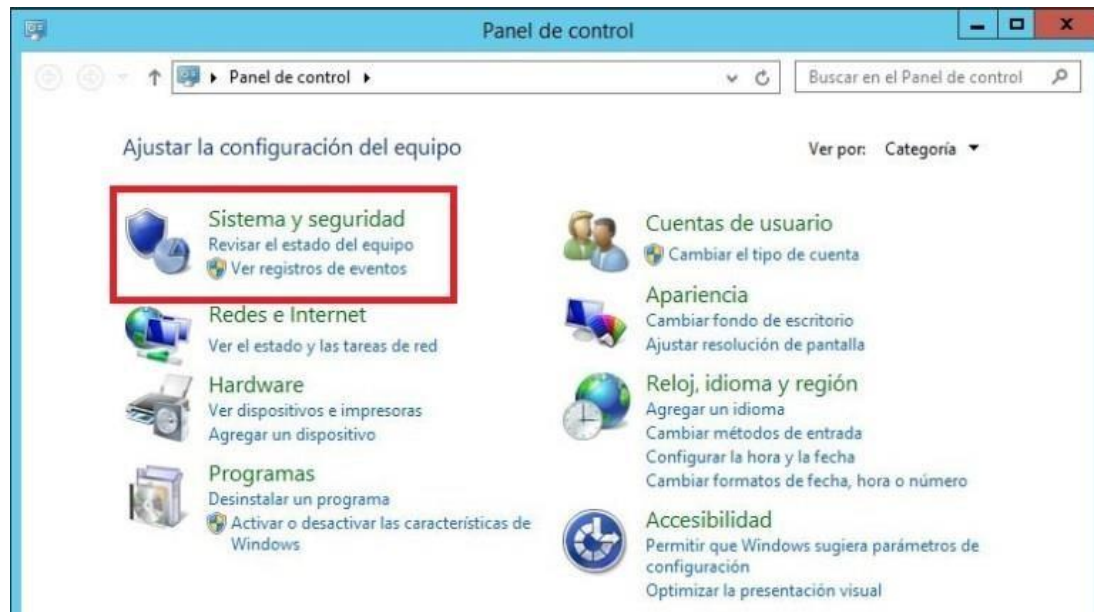 Panel de control
Panel de control
Buscar en el Panel de control
Ajustar la configuración del equipo
Ver por: Categoría
Sistema y seguridad
Revisar el estado del equipo
Ver registros de eventos
Redes e Internet
Ver el estado y las tareas de red
Hardware
Ver dispositivos e impresoras
Agregar un dispositivo
Programas
Desinstalar un programa
Activar o desactivar las características de
Windows
Cuentas de usuario
Cambiar el tipo de cuenta
Apariencia
Cambiar fondo de escritorio
Ajustar resolución de pantalla
Reloj, idioma y región
Agregar un idioma
Cambiar métodos de entrada
Configurar la hora y la fecha
Cambiar formatos de fecha, hora o número
Accesibilidad
Permitir que Windows sugiera parámetros de
configuración
Optimizar la presentación visual